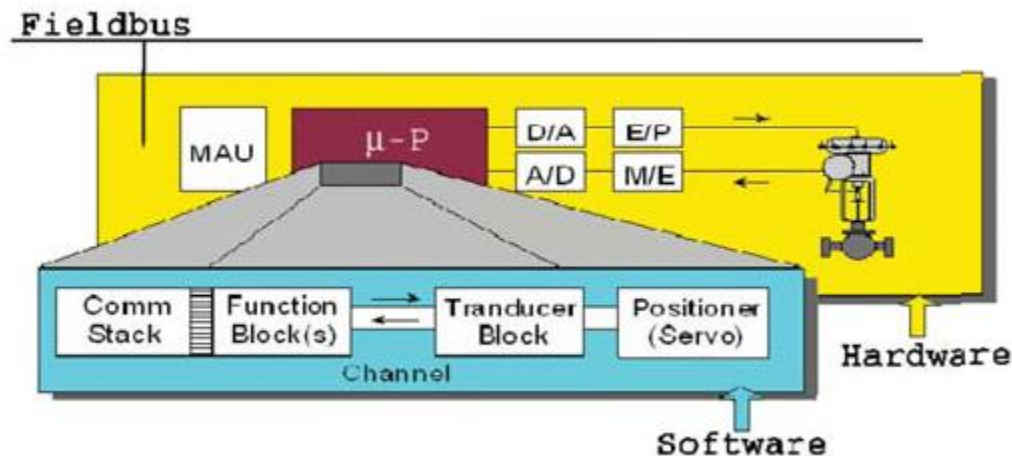 Fieldbus
MAU
μ-P
D/A
E/P
A/D
M/E
Comm
Stack
Function
Block(s)
Tranducer
Block
Positioner
(Servo)
Channel
Hardware
Software